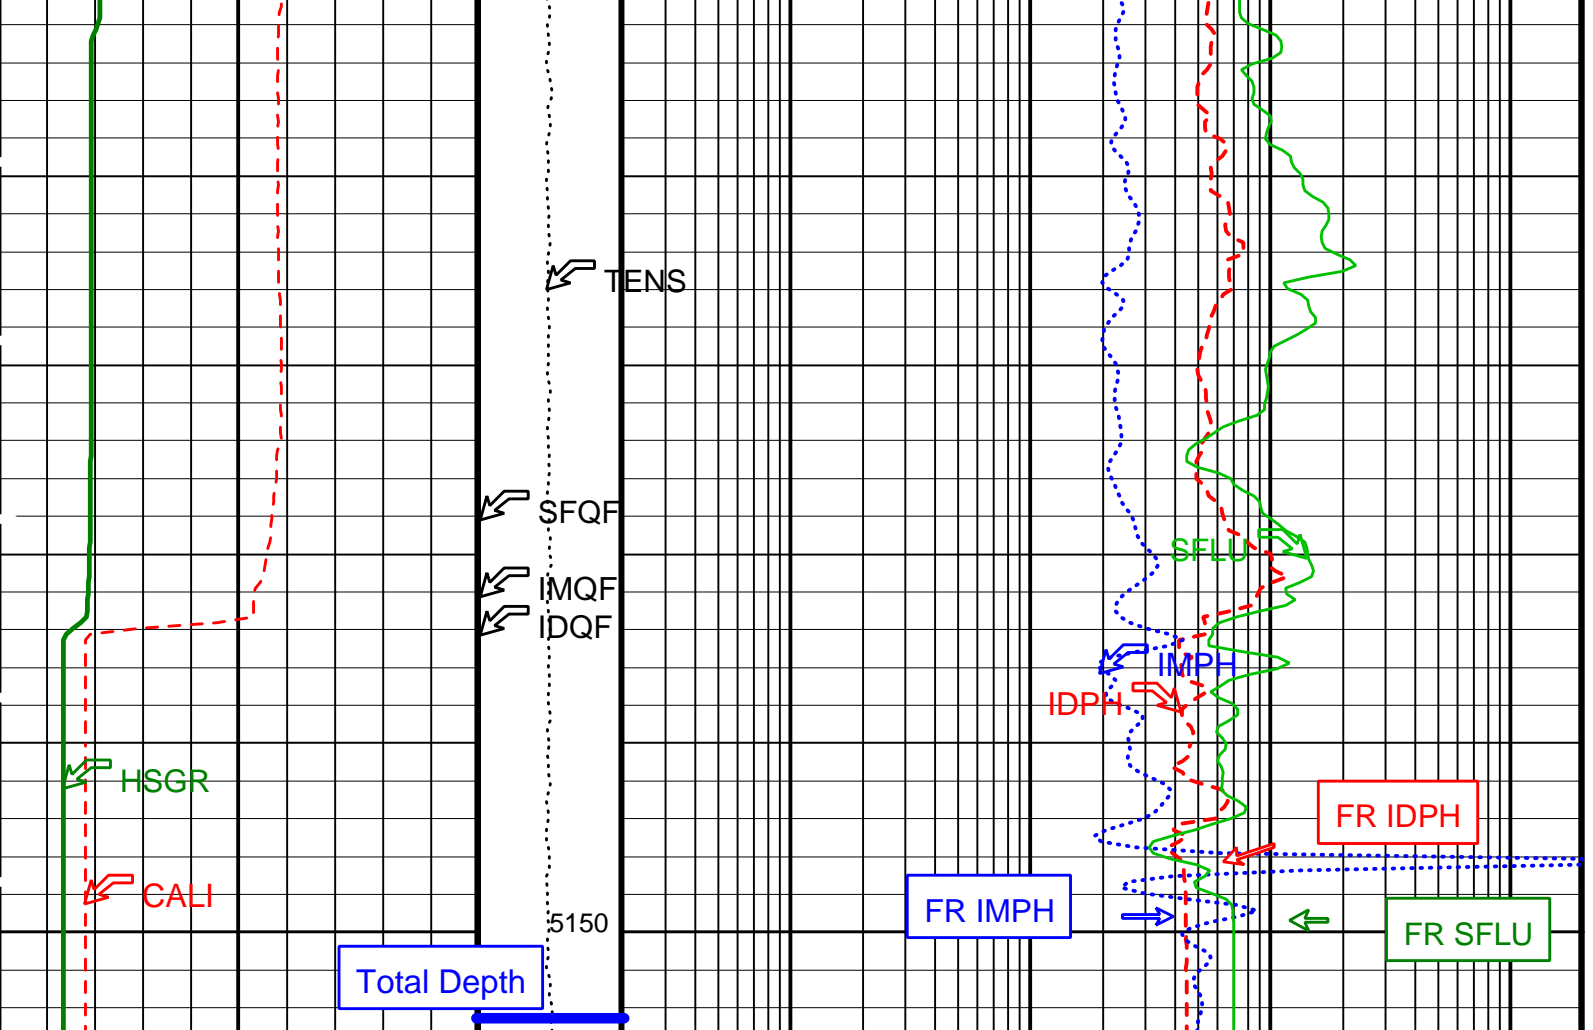 TENS
SFQF
SFLU
IMQF
IDQF
IMPH
IDPH
HSGR
FR IDPH
CALI
FR IMPH
5150
FR SFLU
Total Depth